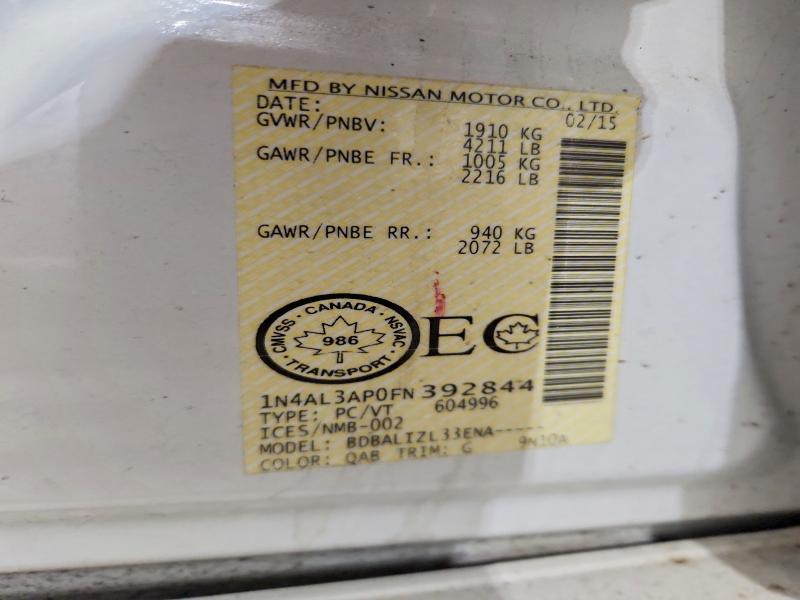 MFD BY NISSAN MOTOR CO., LTD.
DATE: 02/15
GVWR/PNBV: 1910 KG
4211 LB
GAWR/PNBE FR.: 1005 KG
2216 LB
GAWR/PNBE RR.: 940 KG
2072 LB
CMVSS · CANADA · NSVAC
986
· TRANSPORT ·
EC
1N4AL3AP0FN 392844
TYPE: PC/VT 604996
ICES/NMB-002
MODEL: BDBALIZL33ENA-----
COLOR: QAB TRIM: G 9N10A